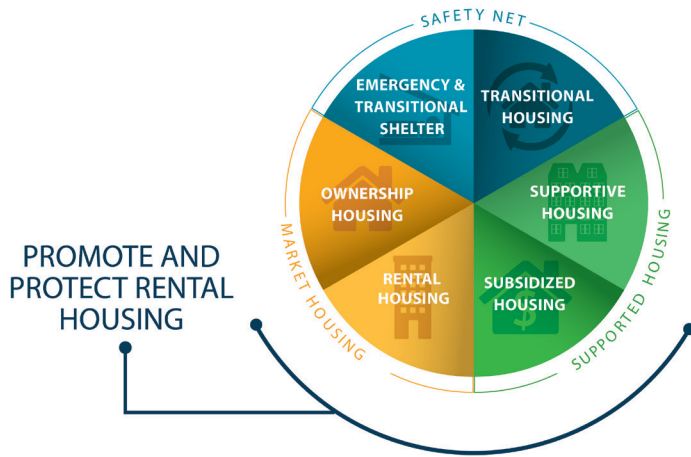 SAFETY NET
EMERGENCY &
TRANSITIONAL
SHELTER
TRANSITIONAL
HOUSING
OWNERSHIP
HOUSING
SUPPORTIVE
HOUSING
RENTAL
HOUSING
SUBSIDIZED
HOUSING
$
MARKET HOUSING
SUPPORTED HOUSING
PROMOTE AND
PROTECT RENTAL
HOUSING